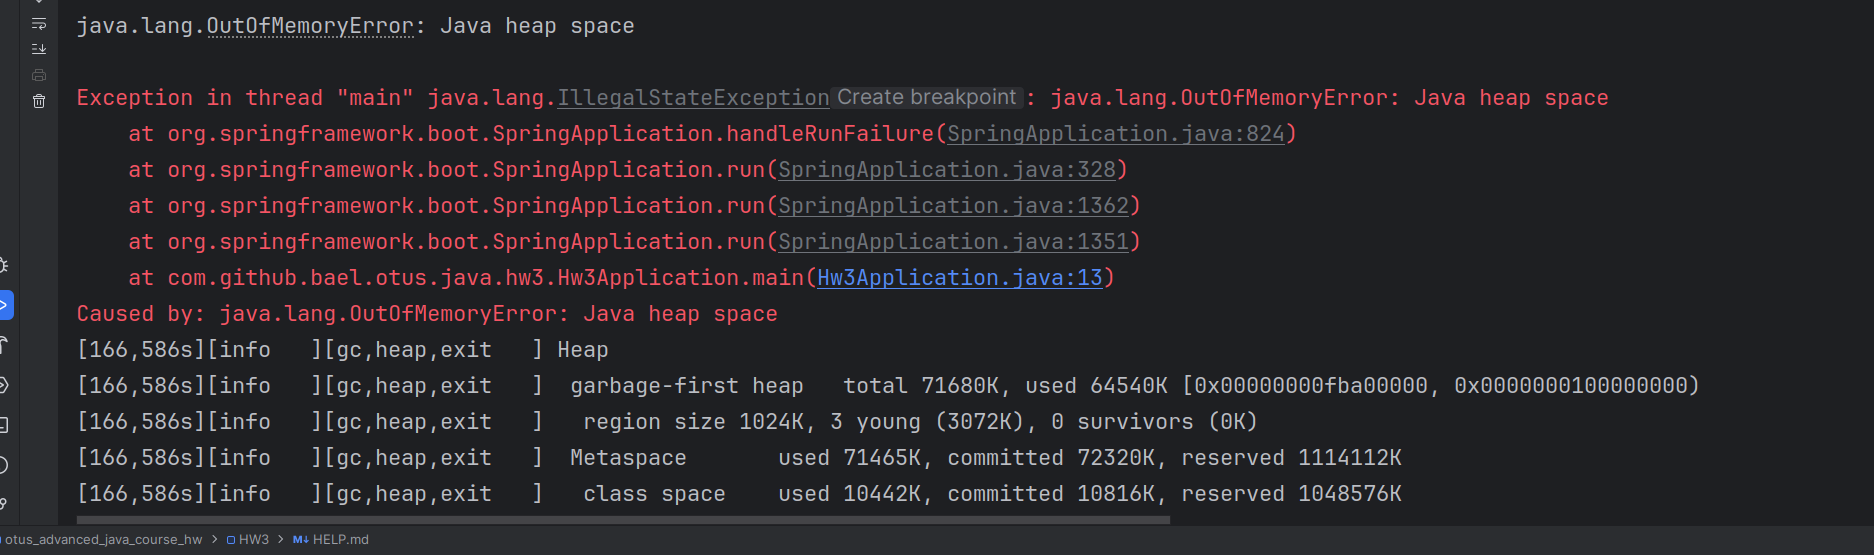 java.lang.OutOfMemoryError: Java heap space
Exception in thread "main" java.lang.IllegalStateException Create breakpoint : java.lang.OutOfMemoryError: Java heap space
at org.springframework.boot.SpringApplication.handleRunFailure(SpringApplication.java:824)
at org.springframework.boot.SpringApplication.run(SpringApplication.java:328)
at org.springframework.boot.SpringApplication.run(SpringApplication.java:1362)
at org.springframework.boot.SpringApplication.run(SpringApplication.java:1351)
at com.github.bael.otus.java.hw3.Hw3Application.main(Hw3Application.java:13)
Caused by: java.lang.OutOfMemoryError: Java heap space
[166,586s][info   ][gc,heap,exit   ] Heap
[166,586s][info   ][gc,heap,exit   ]  garbage-first heap   total 71680K, used 64540K [0x00000000fba00000, 0x0000000100000000)
[166,586s][info   ][gc,heap,exit   ]   region size 1024K, 3 young (3072K), 0 survivors (0K)
[166,586s][info   ][gc,heap,exit   ]  Metaspace       used 71465K, committed 72320K, reserved 1114112K
[166,586s][info   ][gc,heap,exit   ]   class space    used 10442K, committed 10816K, reserved 1048576K
otus_advanced_java_course_hw > HW3 > M↓ HELP.md